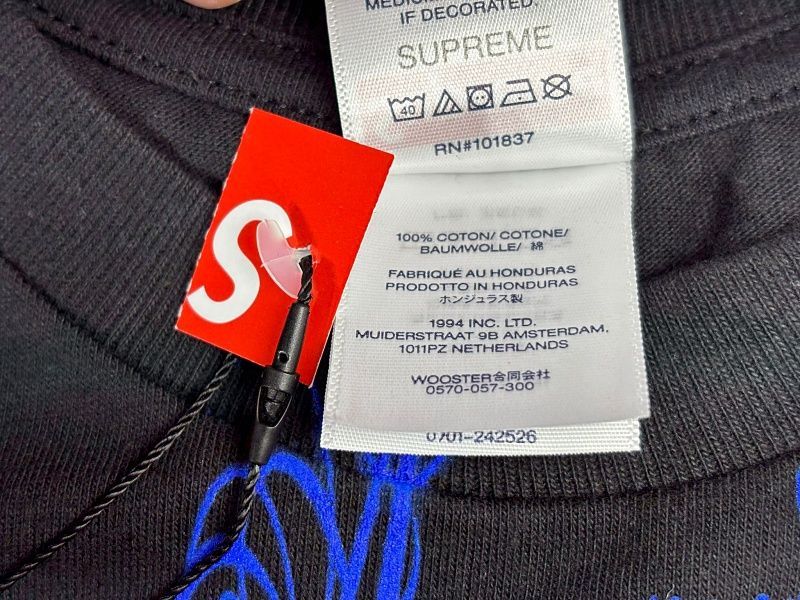 IF DECORATED.
SUPREME
40
RN#101837
S
100% COTON/ COTONE/
BAUMWOLLE/ 綿
FABRIQUÉ AU HONDURAS
PRODOTTO IN HONDURAS
ホンジュラス製
1994 INC. LTD.
MUIDERSTRAAT 9B AMSTERDAM.
1011PZ NETHERLANDS
WOOSTER合同会社
0570-057-300
0701-242526